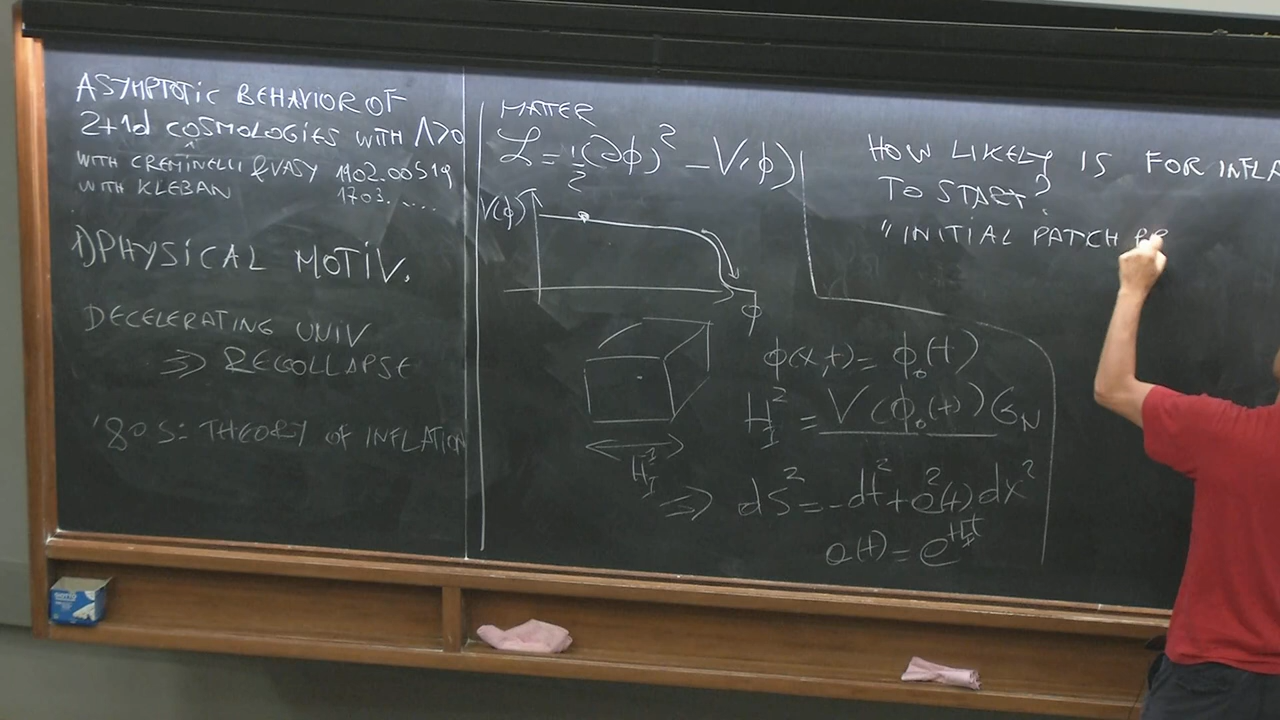 ASYMPTOTIC BEHAVIOR OF
2+1d COSMOLOGIES WITH Λ>0
^
WITH CREMINELLI & VASY 1902.00519
WITH KLEBAN 1703. ....
1) PHYSICAL MOTIV.
DECELERATING UNIV
⇒ RECOLLAPSE
'80S: THEORY OF INFLATION
MATTER
ℒ = 1/2 (∂φ)² - V(φ)
V(φ)
φ
H_I^-1
φ(x,t) = φ₀(t)
H_I² = V(φ₀(t)) G_N
⇒ dS² = -dt² + a²(t) dx²
a(t) = e^{+H_I t}
HOW LIKELY IS FOR INFLA
TO START?
"INITIAL PATCH
GIOTTO